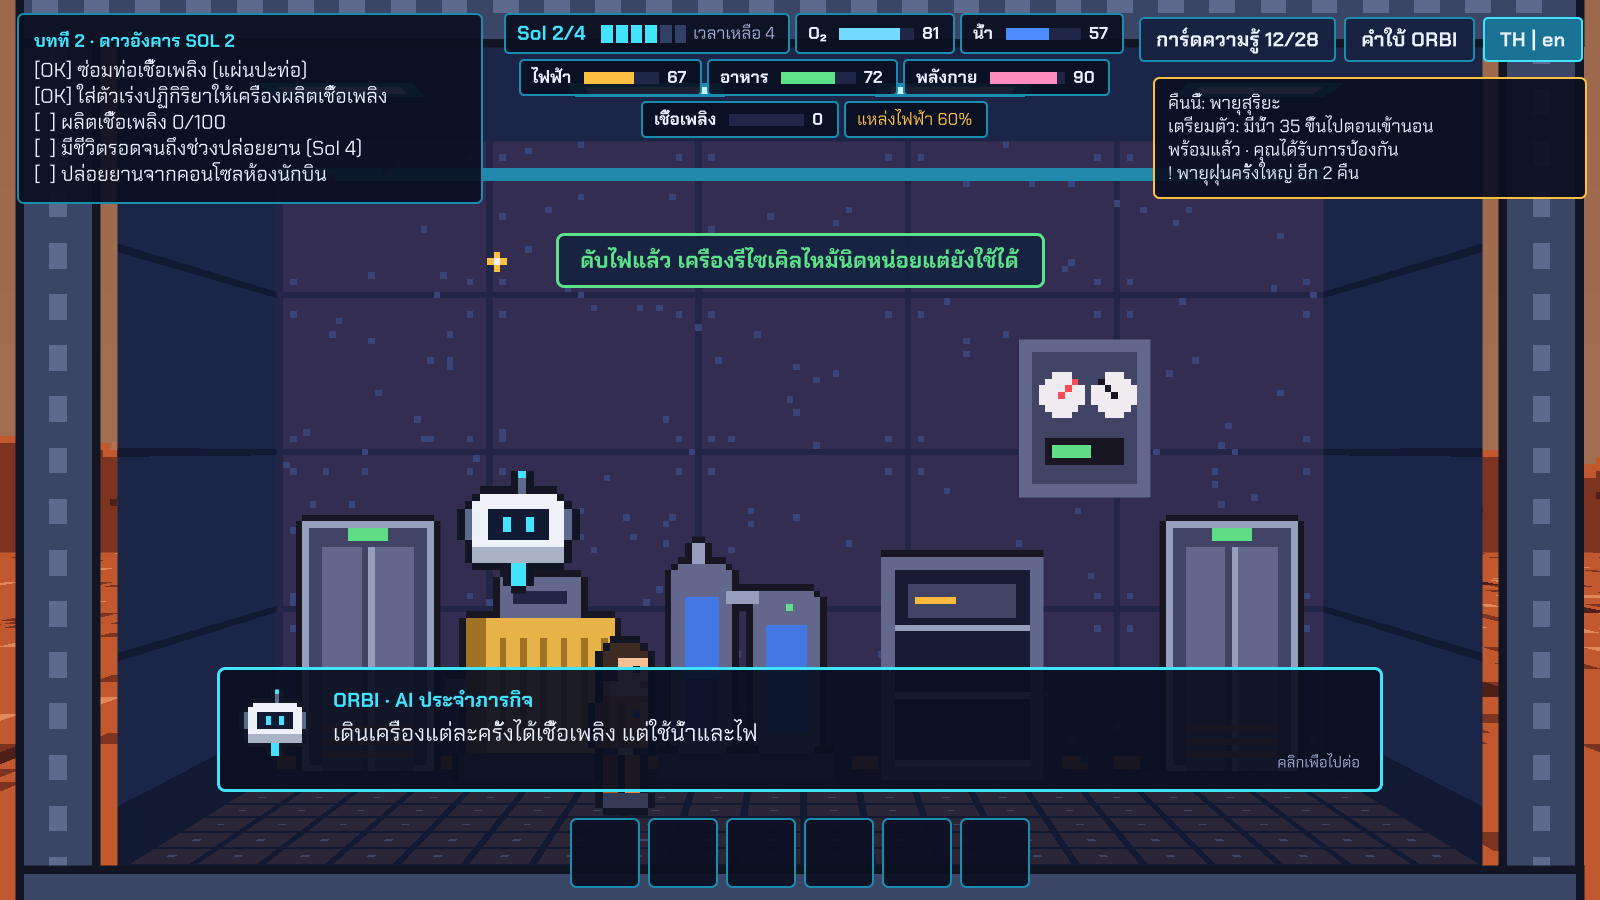 บทที่ 2 · ดาวอังคาร SOL 2
[OK] ซ่อมท่อเชื้อเพลิง (แผ่นปะท่อ)
[OK] ใส่ตัวเร่งปฏิกิริยาให้เครื่องผลิตเชื้อเพลิง
[ ] ผลิตเชื้อเพลิง 0/100
[ ] มีชีวิตรอดจนถึงช่วงปล่อยยาน (Sol 4)
[ ] ปล่อยยานจากคอนโซลห้องนักบิน
Sol 2/4 เวลาเหลือ 4
O₂ 81
น้ำ 57
ไฟฟ้า 67
อาหาร 72
พลังกาย 90
เชื้อเพลิง 0
แหล่งไฟฟ้า 60%
การ์ดความรู้ 12/28
คำใบ้ ORBI
TH | en
คืนนี้: พายุสุริยะ
เตรียมตัว: มีน้ำ 35 ขึ้นไปตอนเข้านอน
พร้อมแล้ว · คุณได้รับการป้องกัน
! พายุฝุ่นครั้งใหญ่ อีก 2 คืน
ดับไฟแล้ว เครื่องรีไซเคิลไหม้นิดหน่อยแต่ยังใช้ได้
ORBI · AI ประจำภารกิจ
เดินเครื่องแต่ละครั้งได้เชื้อเพลิง แต่ใช้น้ำและไฟ
คลิกเพื่อไปต่อ